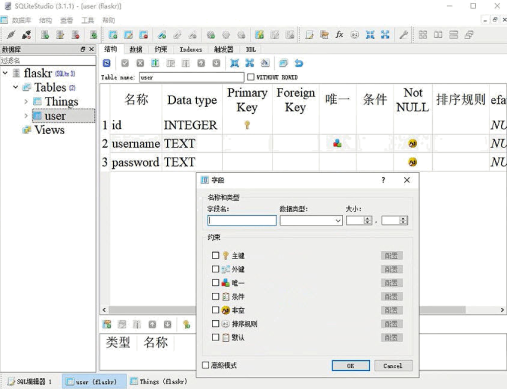 SQLiteStudio (3.1.1) - [user (flaskr)]
数据库 结构 查看 工具 帮助
数据库
过滤名
结构 数据 约束 Indexes 触发器 DDL
Table name: user WITHOUT ROWID
flaskr (SQLite 3)
Tables (2)
Things
user
Views
名称 Data type Primary Key Foreign Key 唯一 条件 Not NULL 排序规则 efa
1 id INTEGER NU
2 username TEXT NU
3 password TEXT NU
字段
名称和类型
字段名: 数据类型: 大小:
约束
主键 配置
外键 配置
唯一 配置
条件 配置
非空 配置
排序规则 配置
默认 配置
高级模式 OK Cancel
类型 名称
SQL编辑器 1 user (flaskr) Things (flaskr)